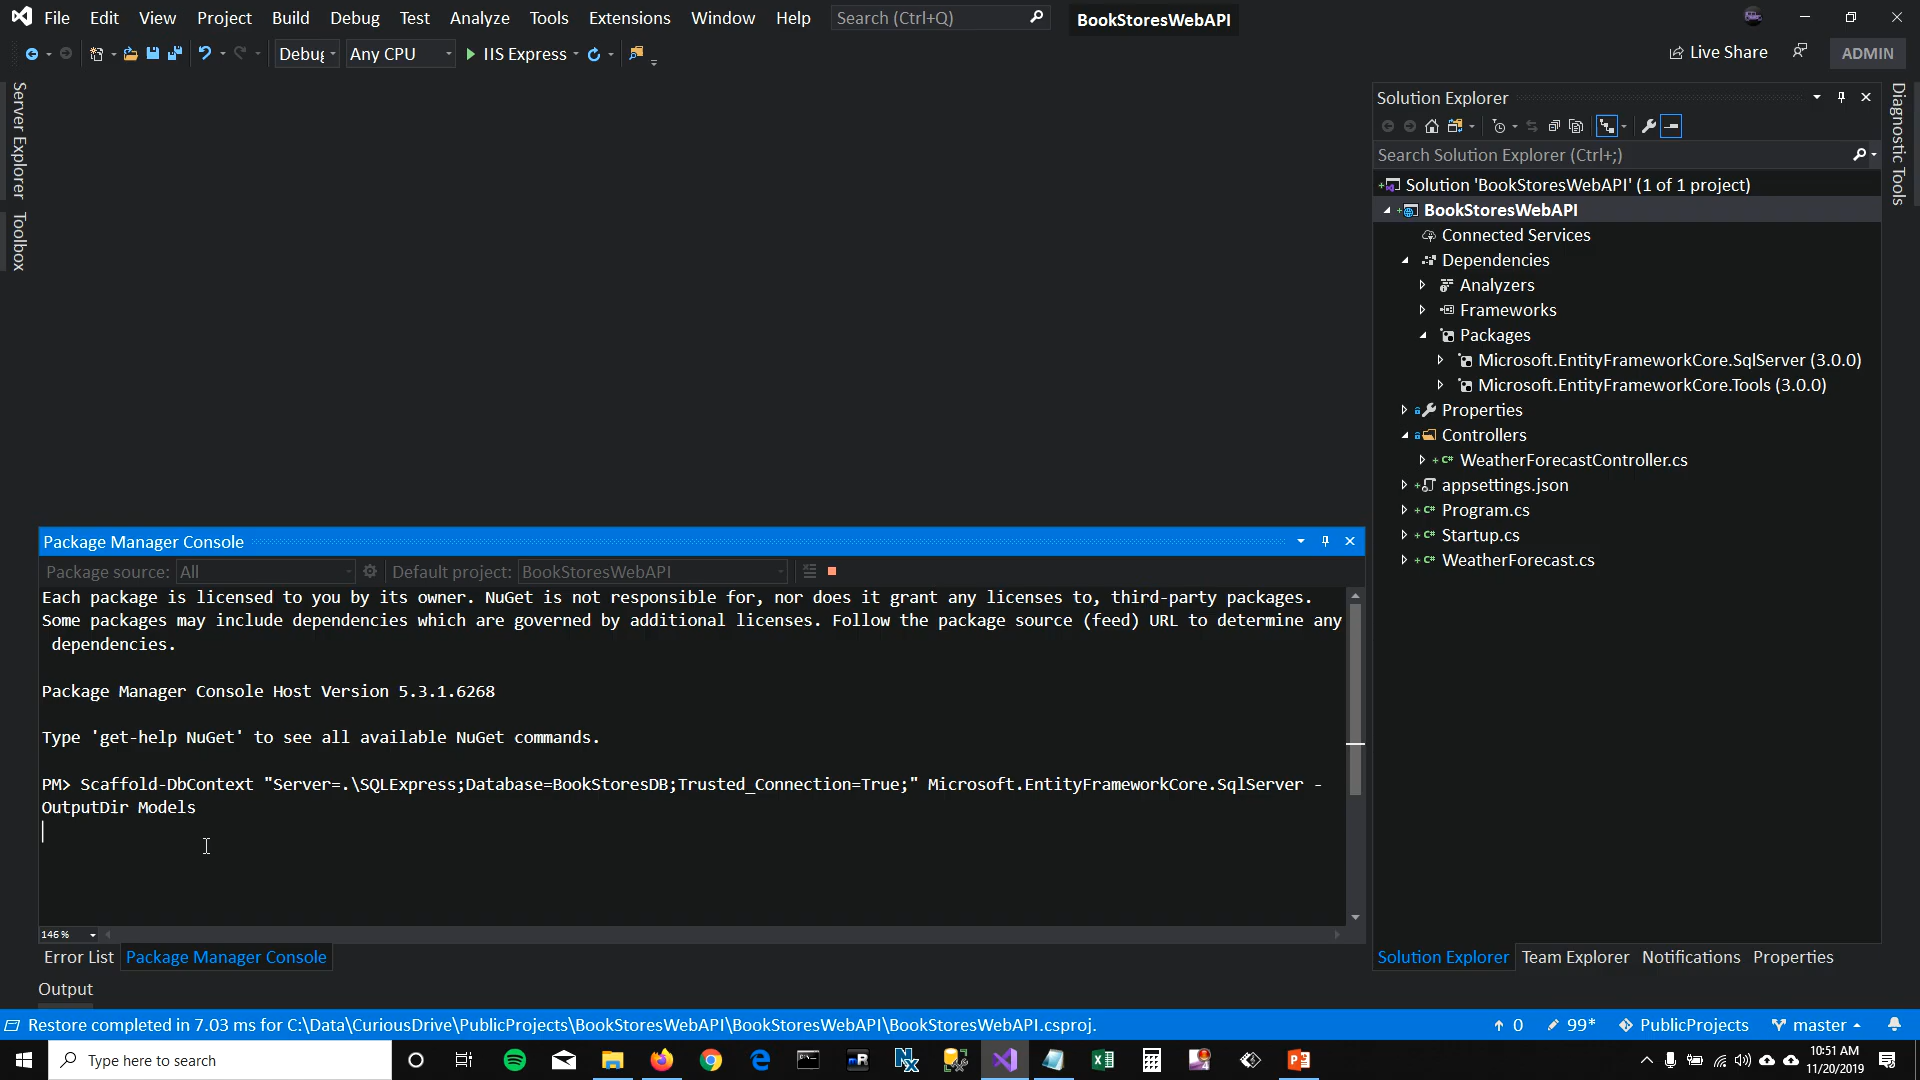 File Edit View Project Build Debug Test Analyze Tools Extensions Window Help Search (Ctrl+Q) BookStoresWebAPI
Debug Any CPU IIS Express Live Share ADMIN
Server Explorer
Toolbox
Solution Explorer
Search Solution Explorer (Ctrl+;)
Solution 'BookStoresWebAPI' (1 of 1 project)
BookStoresWebAPI
Connected Services
Dependencies
Analyzers
Frameworks
Packages
Microsoft.EntityFrameworkCore.SqlServer (3.0.0)
Microsoft.EntityFrameworkCore.Tools (3.0.0)
Properties
Controllers
WeatherForecastController.cs
appsettings.json
Program.cs
Startup.cs
WeatherForecast.cs
Diagnostic Tools
Package Manager Console
Package source: All Default project: BookStoresWebAPI
Each package is licensed to you by its owner. NuGet is not responsible for, nor does it grant any licenses to, third-party packages.
Some packages may include dependencies which are governed by additional licenses. Follow the package source (feed) URL to determine any
dependencies.
Package Manager Console Host Version 5.3.1.6268
Type 'get-help NuGet' to see all available NuGet commands.
PM> Scaffold-DbContext "Server=.\SQLExpress;Database=BookStoresDB;Trusted_Connection=True;" Microsoft.EntityFrameworkCore.SqlServer -
OutputDir Models
146 %
Error List Package Manager Console
Solution Explorer Team Explorer Notifications Properties
Output
Restore completed in 7.03 ms for C:\Data\CuriousDrive\PublicProjects\BookStoresWebAPI\BookStoresWebAPI\BookStoresWebAPI.csproj. 0 99* PublicProjects master
Type here to search
10:51 AM
11/20/2019